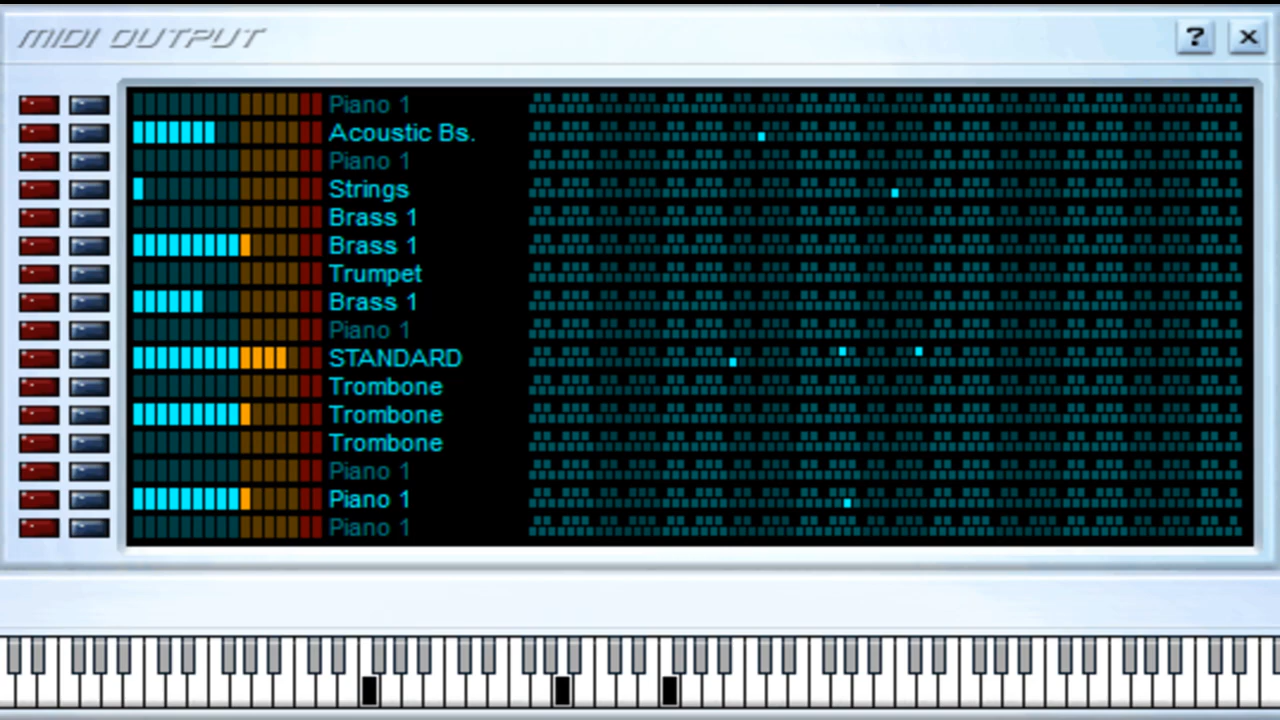 MIDI OUTPUT
? ×
Piano 1
Acoustic Bs.
Piano 1
Strings
Brass 1
Brass 1
Trumpet
Brass 1
Piano 1
STANDARD
Trombone
Trombone
Trombone
Piano 1
Piano 1
Piano 1